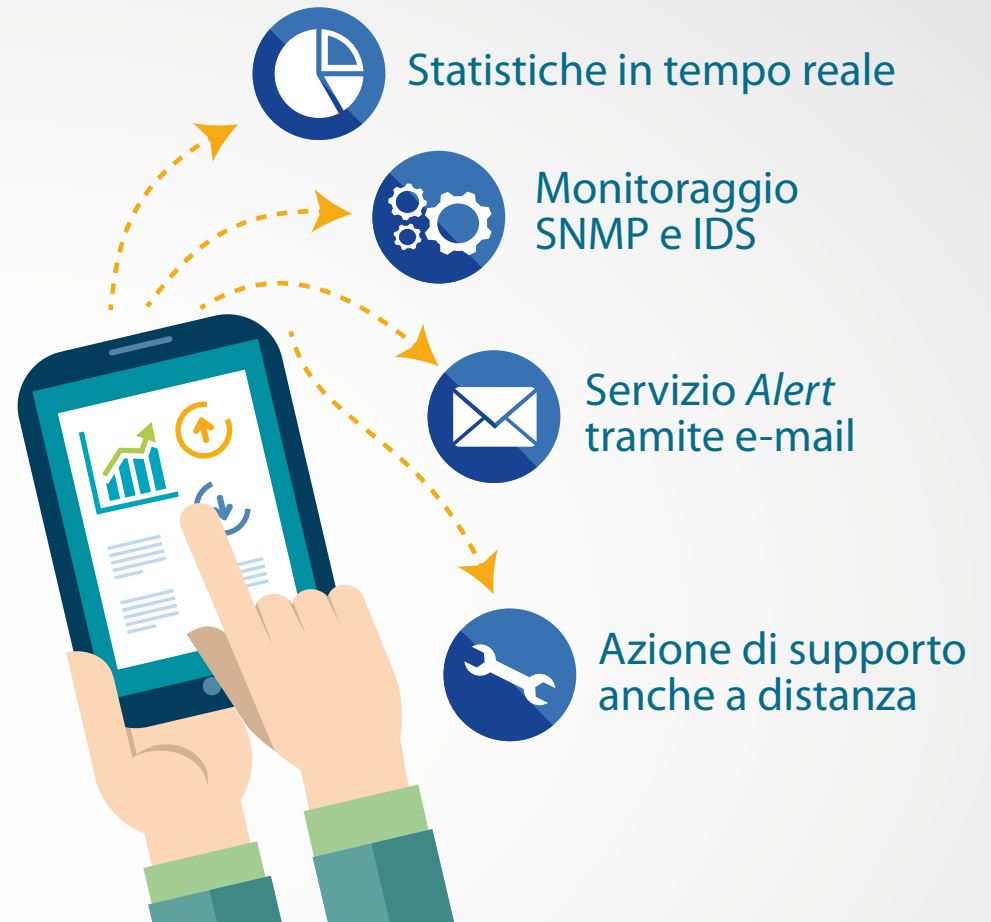 Statistiche in tempo reale
Monitoraggio
SNMP e IDS
Servizio Alert
tramite e-mail
Azione di supporto
anche a distanza